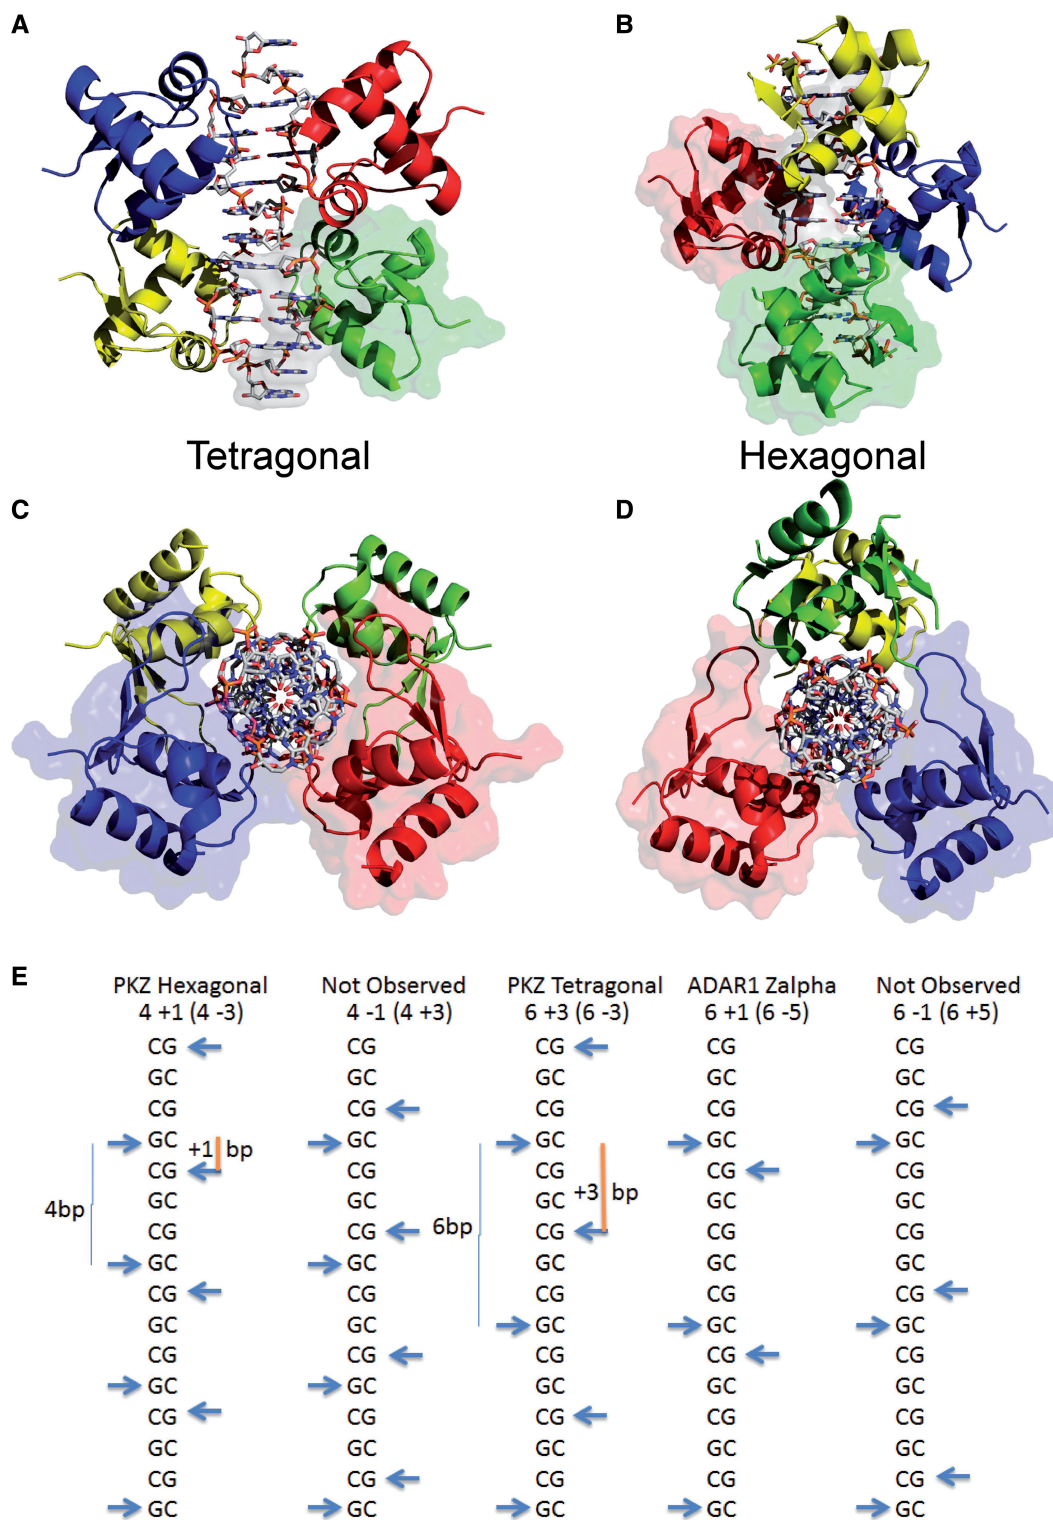 A
B
Tetragonal
Hexagonal
C
D
E
PKZ Hexagonal Not Observed PKZ Tetragonal ADAR1 Zalpha Not Observed
4 +1 (4 -3) 4 -1 (4 +3) 6 +3 (6 -3) 6 +1 (6 -5) 6 -1 (6 +5)
CG CG CG CG CG
GC GC GC GC GC
CG CG CG CG CG
GC +1 bp GC GC GC GC
CG CG CG CG CG
GC GC GC +3 bp GC GC
4bp CG CG 6bp CG CG CG
GC GC GC GC GC
CG CG CG CG CG
GC GC GC GC GC
CG CG CG CG CG
GC GC GC GC GC
CG CG CG CG CG
GC GC GC GC GC
CG CG CG CG CG
GC GC GC GC GC